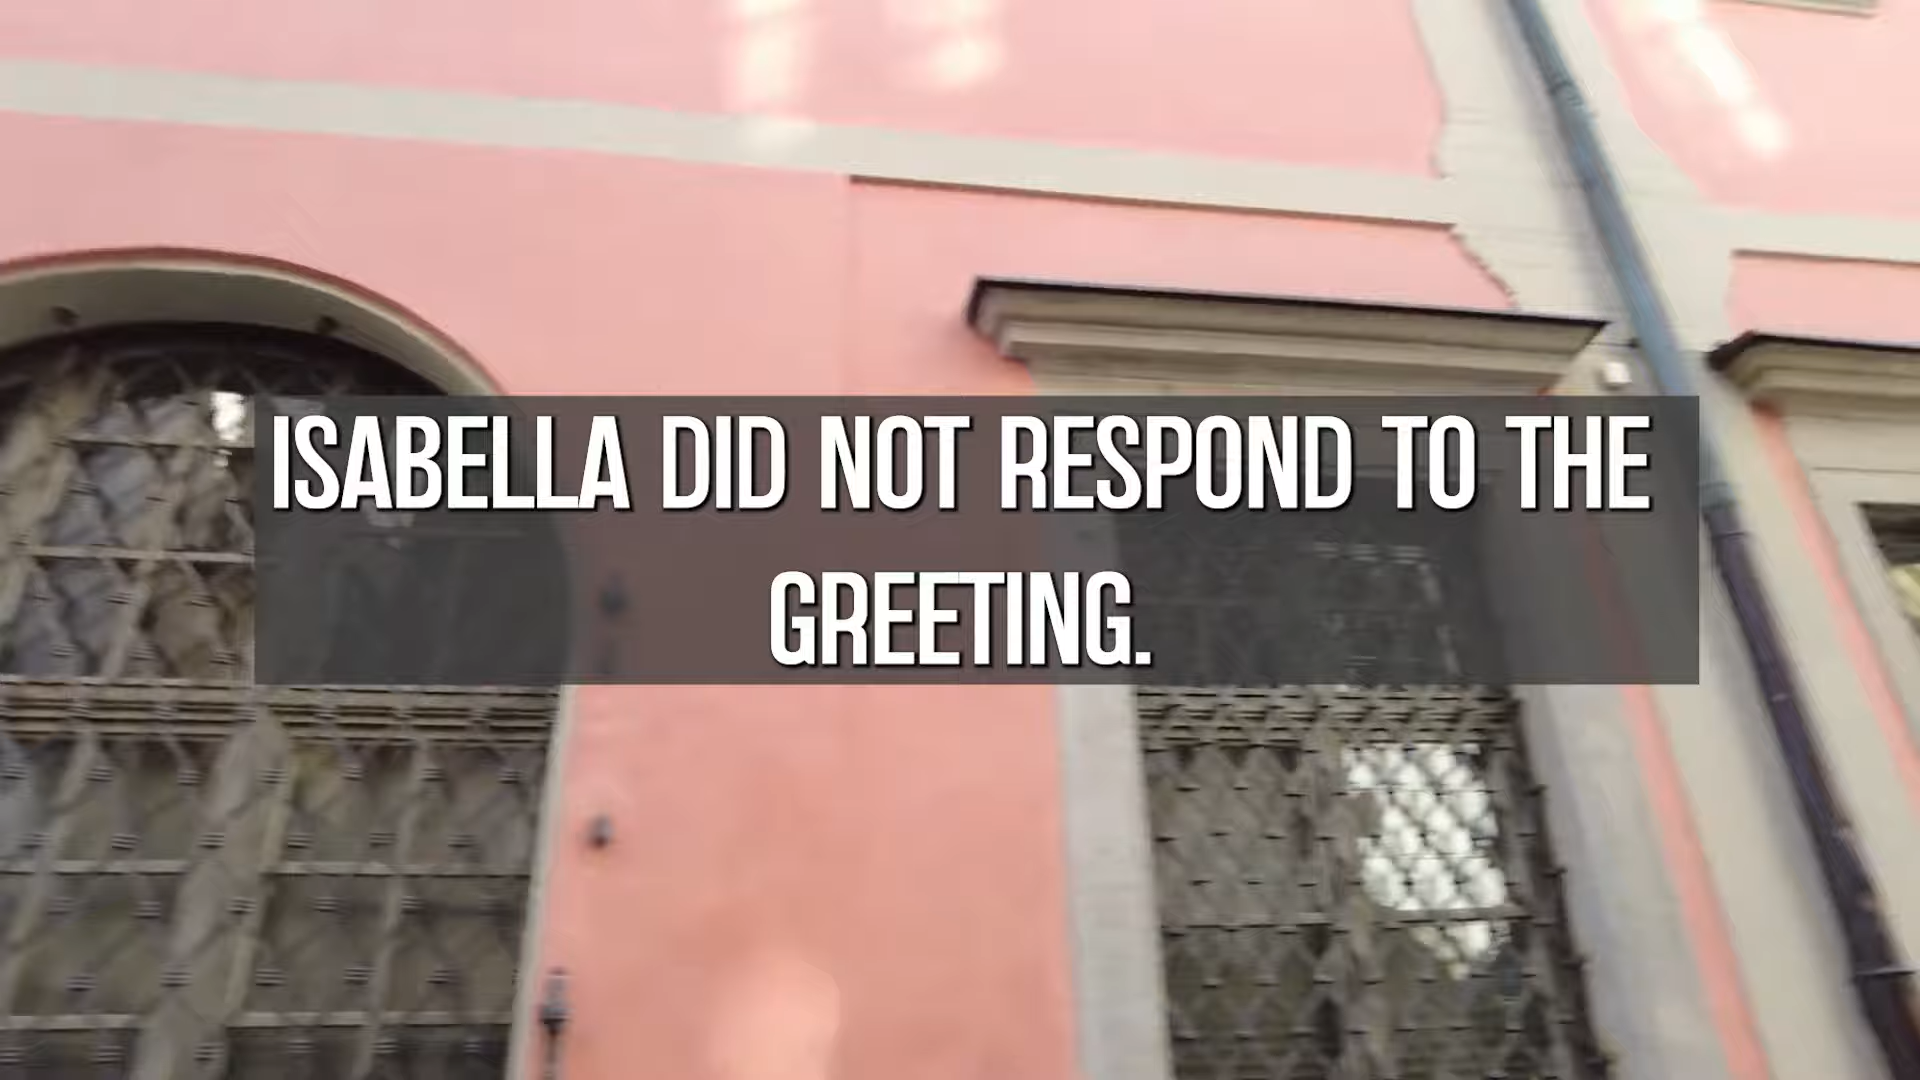 ISABELLA DID NOT RESPOND TO THE
GREETING.